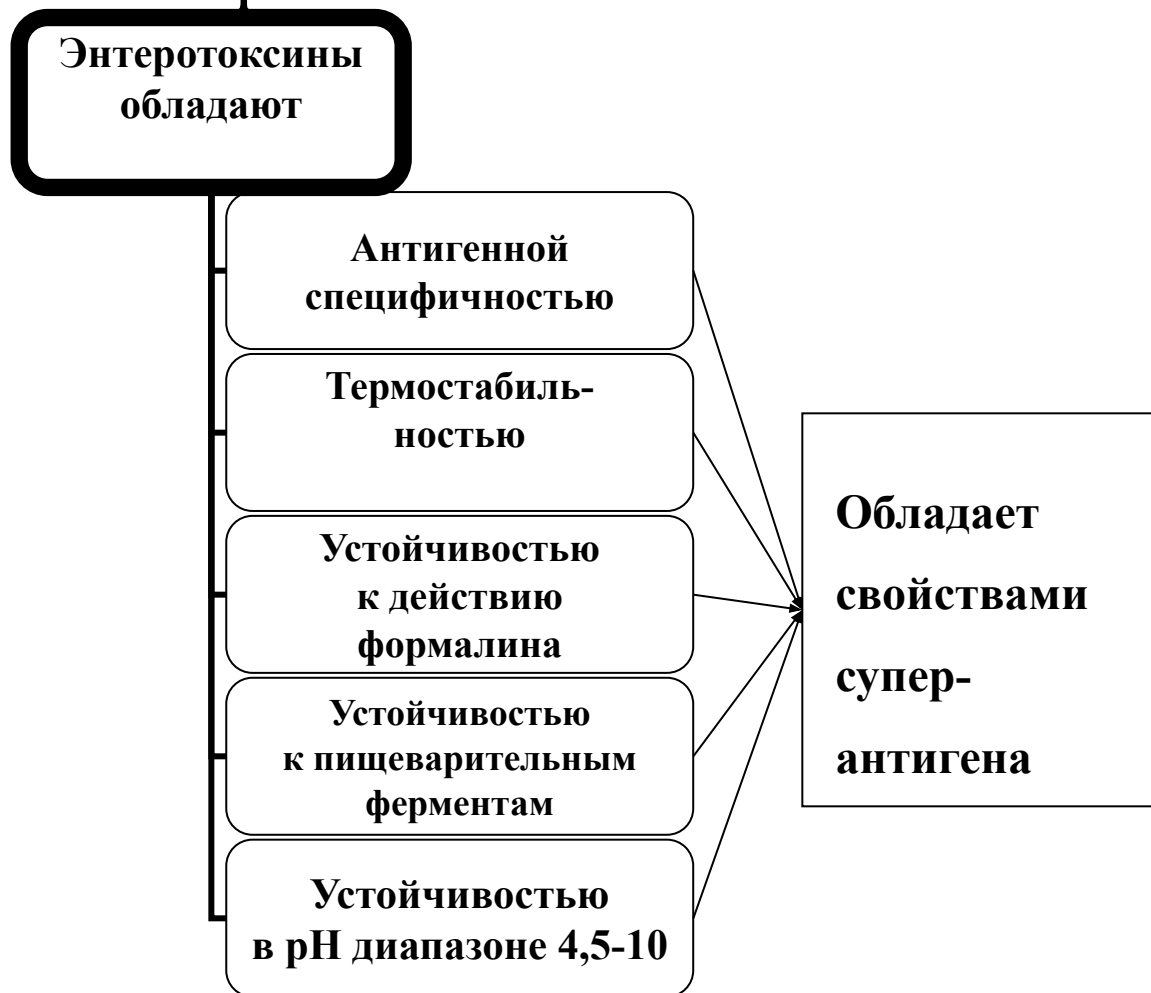 Энтеротоксины
обладают
Антигенной
специфичностью
Термостабиль-
ностью
Устойчивостью
к действию
формалина
Устойчивостью
к пищеварительным
ферментам
Устойчивостью
в рН диапазоне 4,5-10
Обладает
свойствами
супер-
антигена